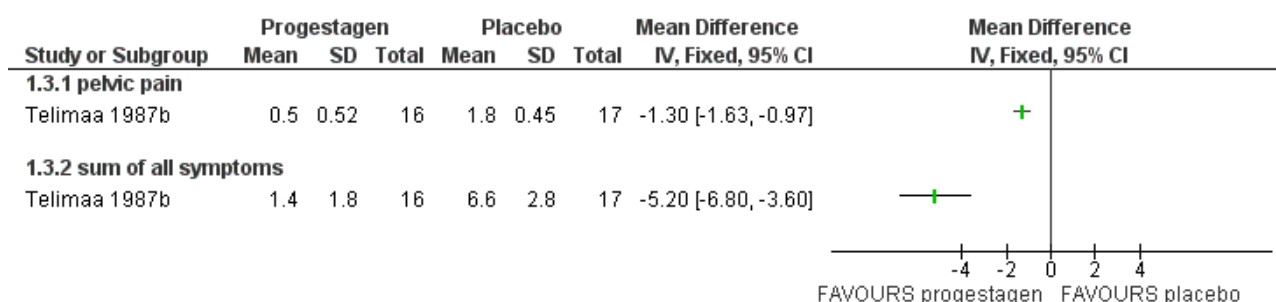 Progestagen Placebo Mean Difference Mean Difference
Study or Subgroup Mean SD Total Mean SD Total IV, Fixed, 95% CI IV, Fixed, 95% CI
1.3.1 pelvic pain
Telimaa 1987b 0.5 0.52 16 1.8 0.45 17 -1.30 [-1.63, -0.97]
1.3.2 sum of all symptoms
Telimaa 1987b 1.4 1.8 16 6.6 2.8 17 -5.20 [-6.80, -3.60]
-4 -2 0 2 4
FAVOURS progestagen FAVOURS placebo